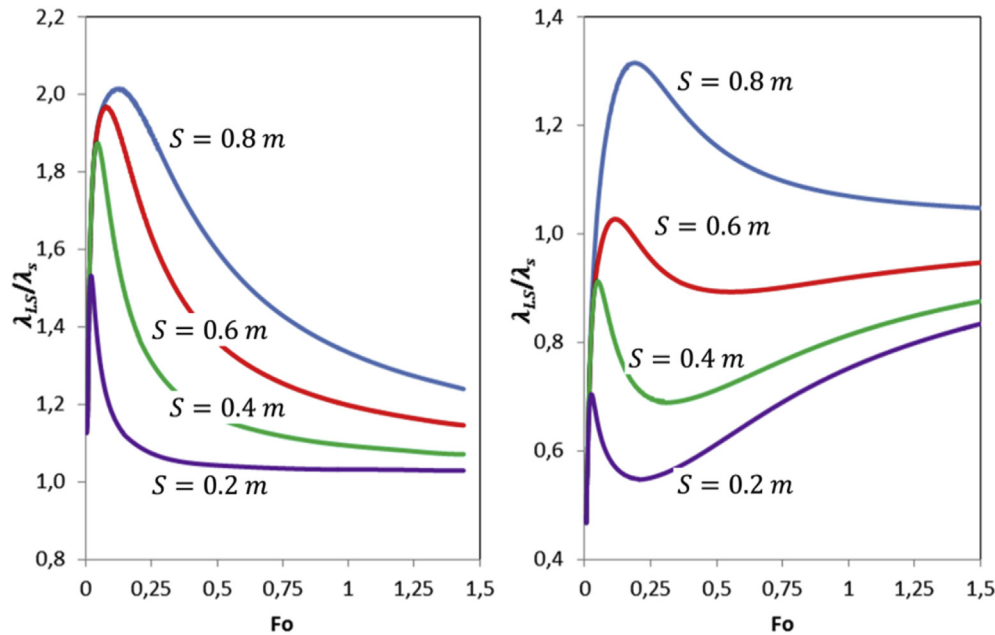 2,2
2,0
1,8
1,6
1,4
1,2
1,0
0,8
λLS/λs
S = 0.8 m
S = 0.6 m
S = 0.4 m
S = 0.2 m
0 0,25 0,5 0,75 1 1,25 1,5
Fo
1,4
1,2
1,0
0,8
0,6
0,4
λLS/λs
S = 0.8 m
S = 0.6 m
S = 0.4 m
S = 0.2 m
0 0,25 0,5 0,75 1 1,25 1,5
Fo